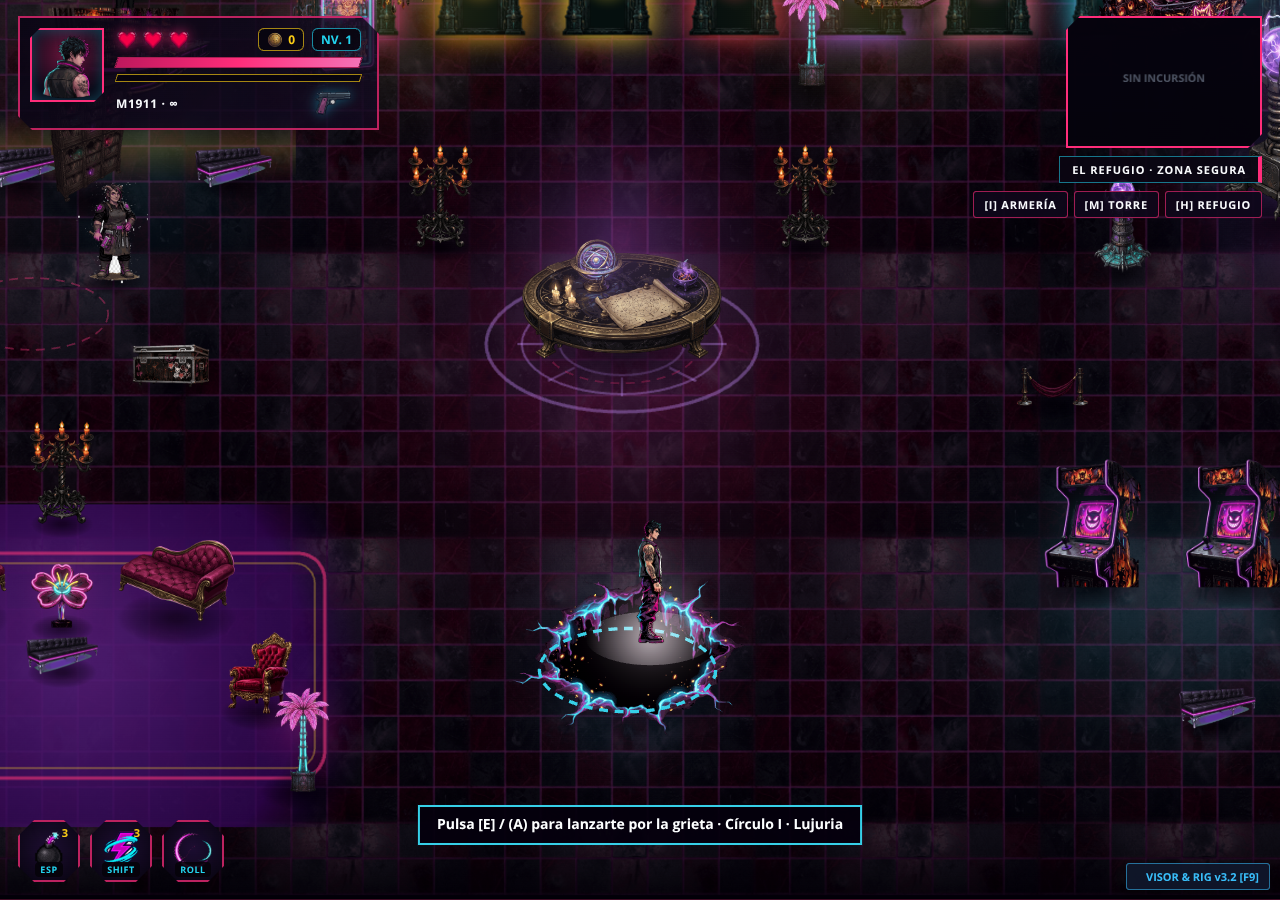 0
NV. 1
M1911 · ∞
SIN INCURSIÓN
EL REFUGIO · ZONA SEGURA
[I] ARMERÍA
[M] TORRE
[H] REFUGIO
Pulsa [E] / (A) para lanzarte por la grieta · Círculo I · Lujuria
3
ESP
3
SHIFT
ROLL
VISOR & RIG v3.2 [F9]